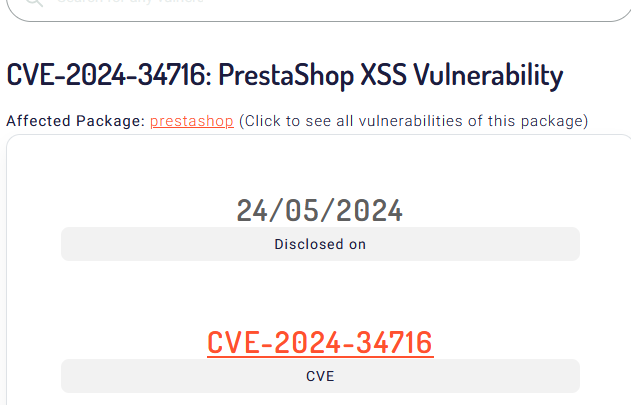 CVE-2024-34716: PrestaShop XSS Vulnerability
Affected Package: prestashop (Click to see all vulnerabilities of this package)
24/05/2024
Disclosed on
CVE-2024-34716
CVE